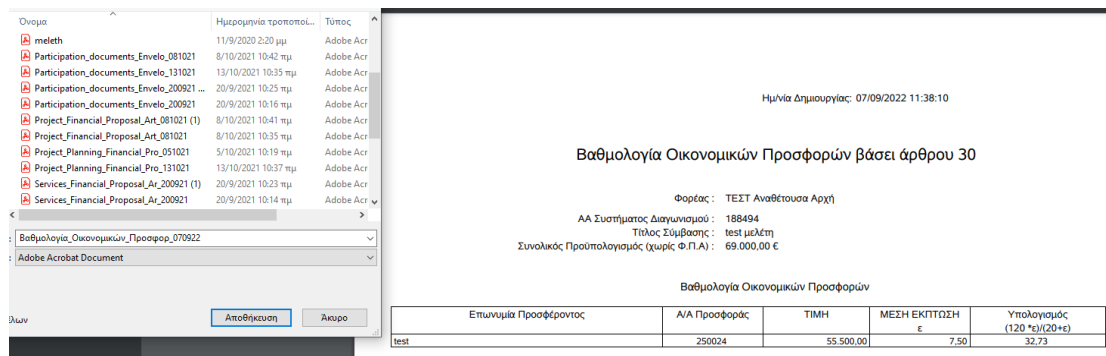 Όνομα Ημερομηνία τροποποί... Τύπος
meleth 11/9/2020 2:20 μμ Adobe Acr
Participation_documents_Envelo_081021 8/10/2021 10:42 πμ Adobe Acr
Participation_documents_Envelo_131021 13/10/2021 10:35 πμ Adobe Acr
Participation_documents_Envelo_200921 ... 20/9/2021 10:25 πμ Adobe Acr
Participation_documents_Envelo_200921 20/9/2021 10:16 πμ Adobe Acr
Project_Financial_Proposal_Art_081021 (1) 8/10/2021 10:41 πμ Adobe Acr
Project_Financial_Proposal_Art_081021 8/10/2021 10:35 πμ Adobe Acr
Project_Planning_Financial_Pro_051021 5/10/2021 10:19 πμ Adobe Acr
Project_Planning_Financial_Pro_131021 13/10/2021 10:37 πμ Adobe Acr
Services_Financial_Proposal_Ar_200921 (1) 20/9/2021 10:23 πμ Adobe Acr
Services_Financial_Proposal_Ar_200921 20/9/2021 10:14 πμ Adobe Acr
: Βαθμολογία_Οικονομικών_Προσφορ_070922
: Adobe Acrobat Document
έλων Αποθήκευση Άκυρο
Ημ/νία Δημιουργίας: 07/09/2022 11:38:10
Βαθμολογία Οικονομικών Προσφορών βάσει άρθρου 30
Φορέας : ΤΕΣΤ Αναθέτουσα Αρχή
ΑΑ Συστήματος Διαγωνισμού : 188494
Τίτλος Σύμβασης : test μελέτη
Συνολικός Προϋπολογισμός (χωρίς Φ.Π.Α) : 69.000,00 €
Βαθμολογία Οικονομικών Προσφορών
Επωνυμία Προσφέροντος Α/Α Προσφοράς ΤΙΜΗ ΜΕΣΗ ΕΚΠΤΩΣΗ Υπολογισμός
ε (120 *ε)/(20+ε)
test 250024 55.500,00 7,50 32,73